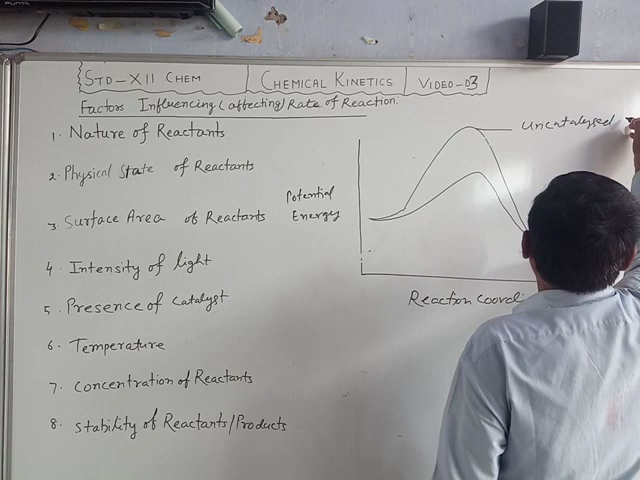 STD-XII CHEM
CHEMICAL KINETICS
VIDEO-03
Factors Influencing (affecting) Rate of Reaction.
1. Nature of Reactants
2. Physical State of Reactants
3. Surface Area of Reactants
4. Intensity of light
5. Presence of catalyst
6. Temperature
7. Concentration of Reactants
8. Stability of Reactants/Products
Potential
Energy
uncatalysed
Reaction coordi